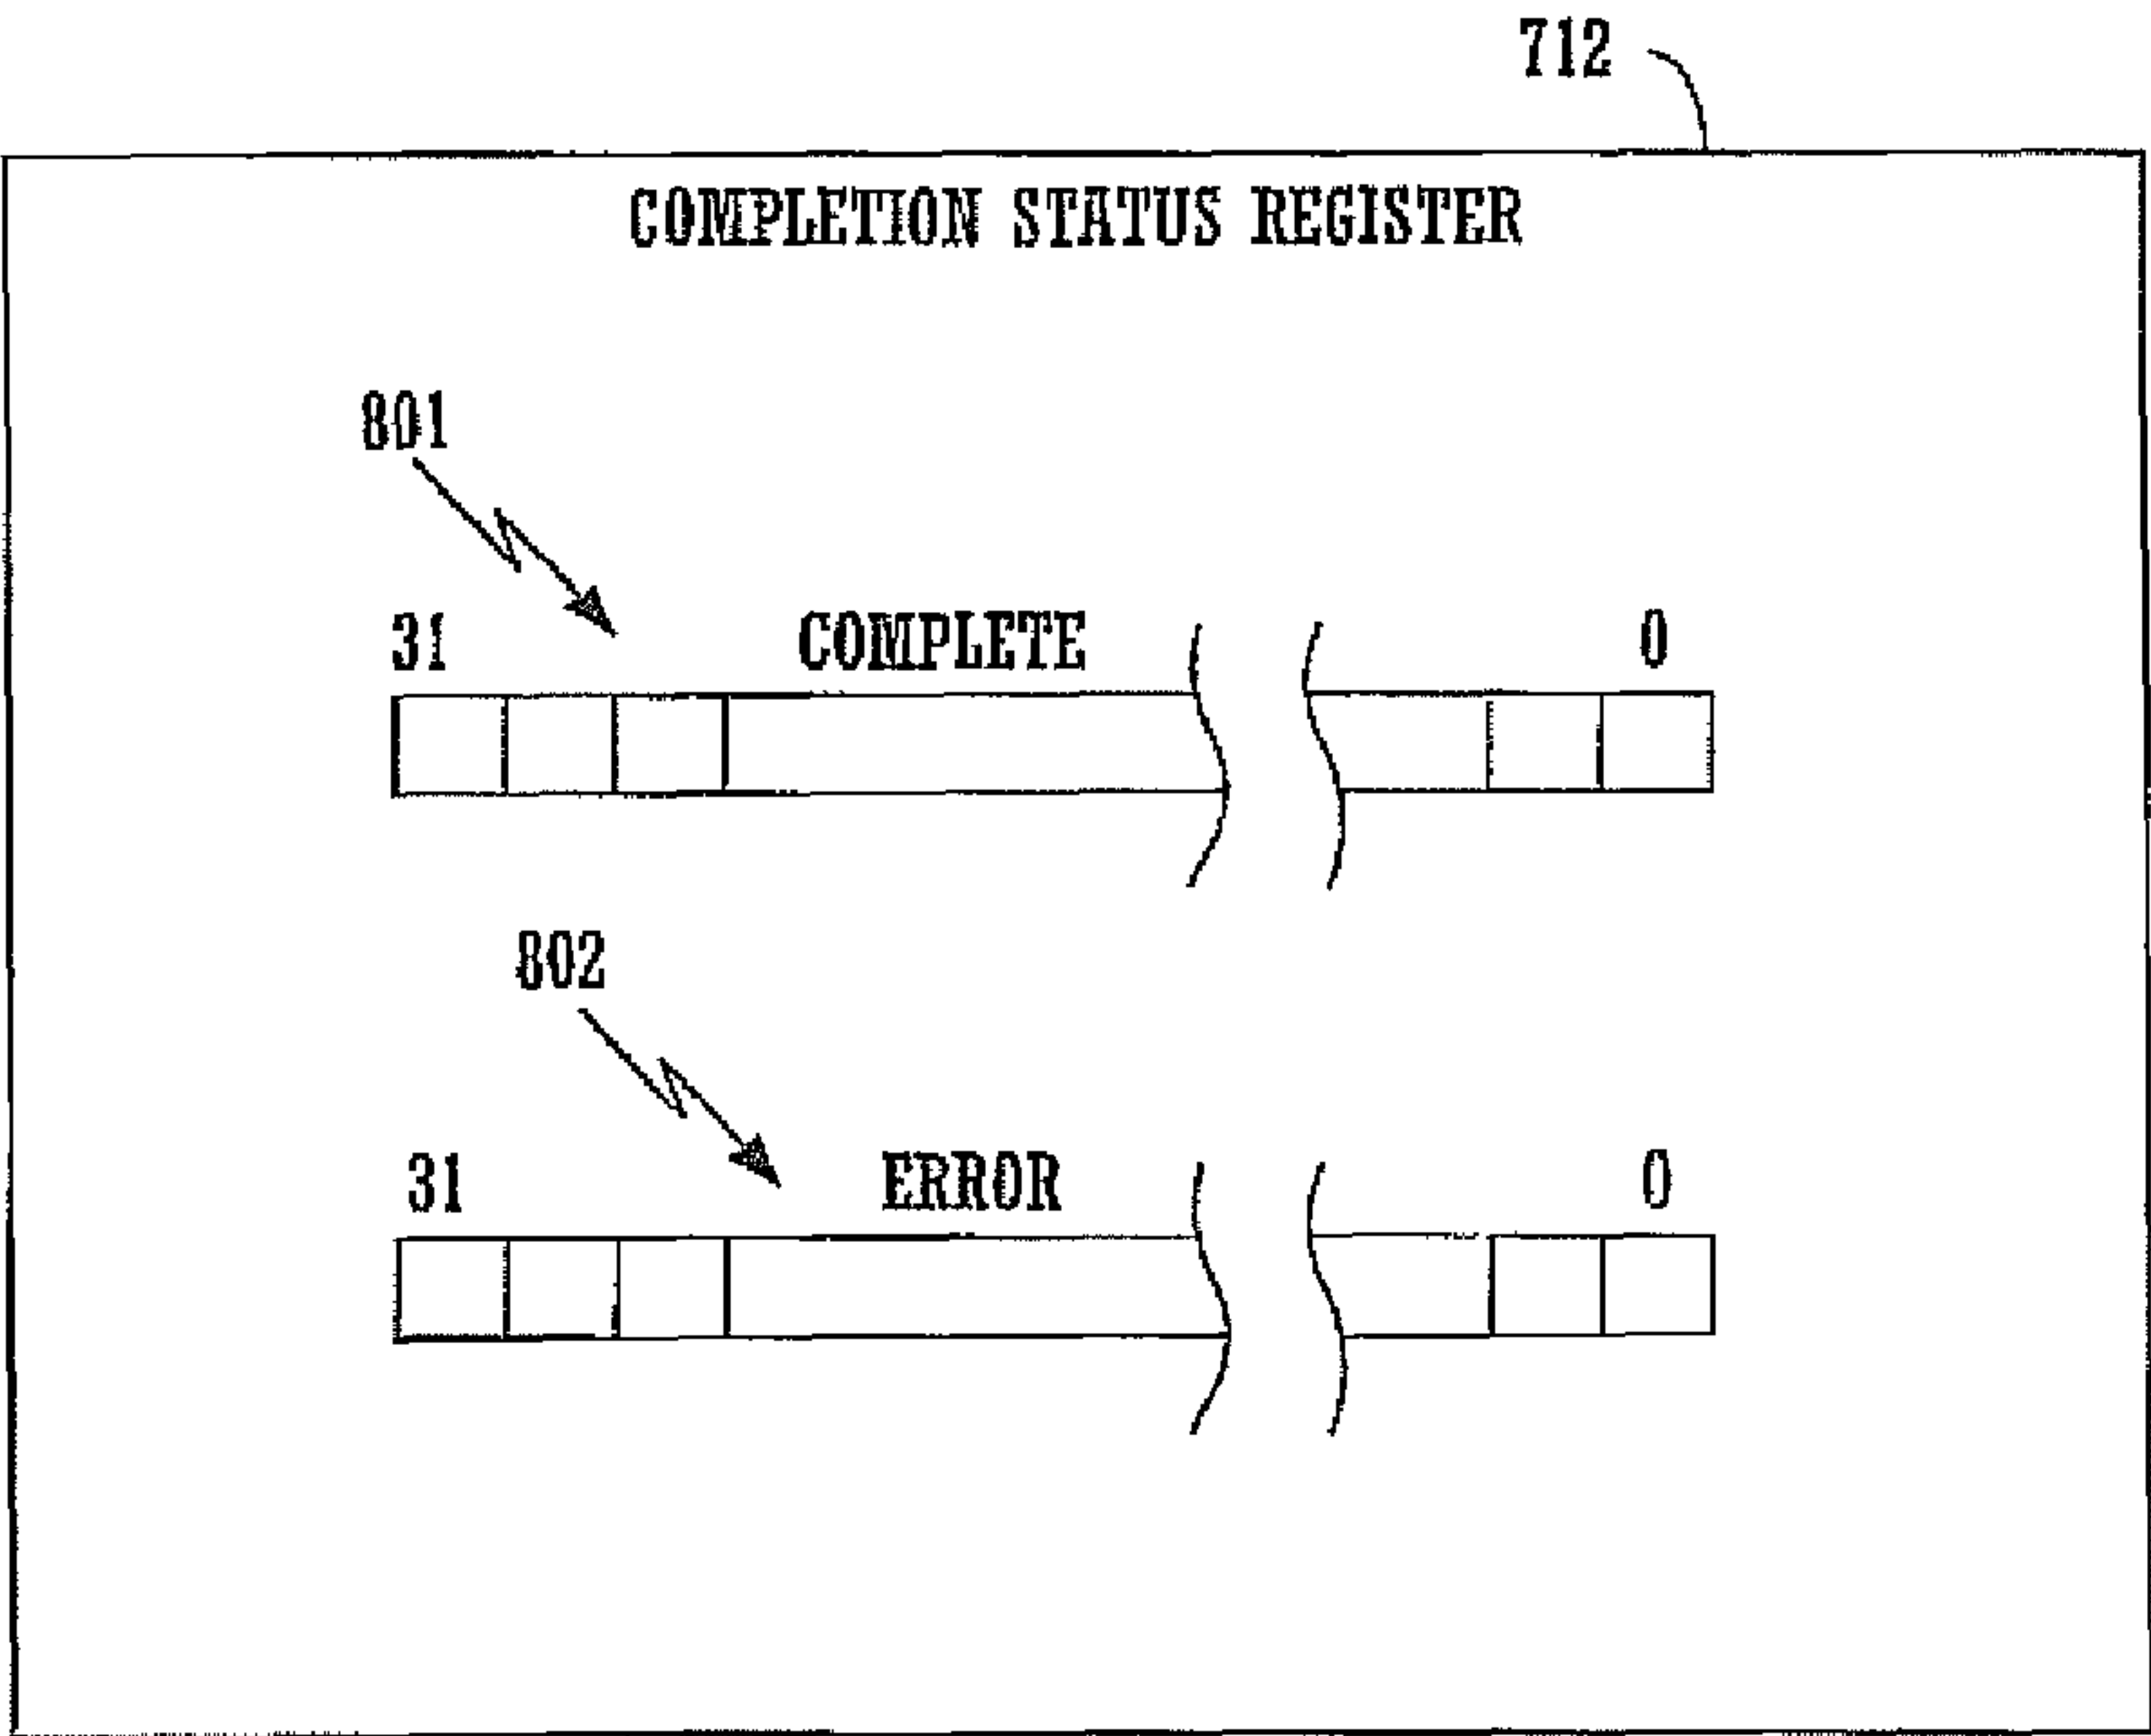 712
COMPLETION STATUS REGISTER
801
31 COMPLETE 0
802
31 ERROR 0